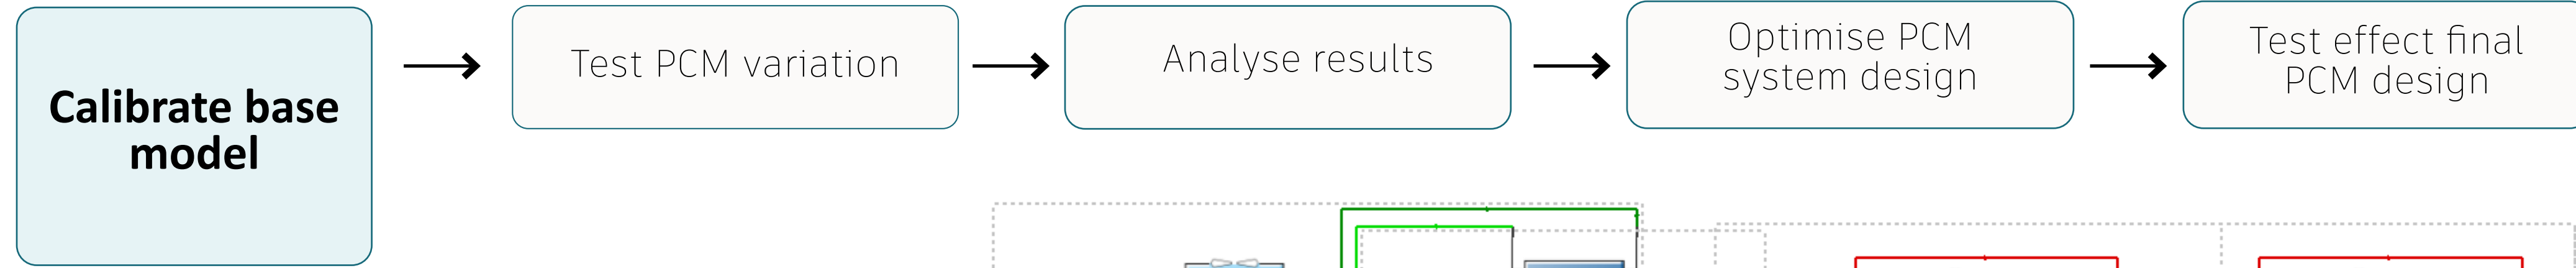 Calibrate base
model
Test PCM variation
Analyse results
Optimise PCM
system design
Test effect final
PCM design